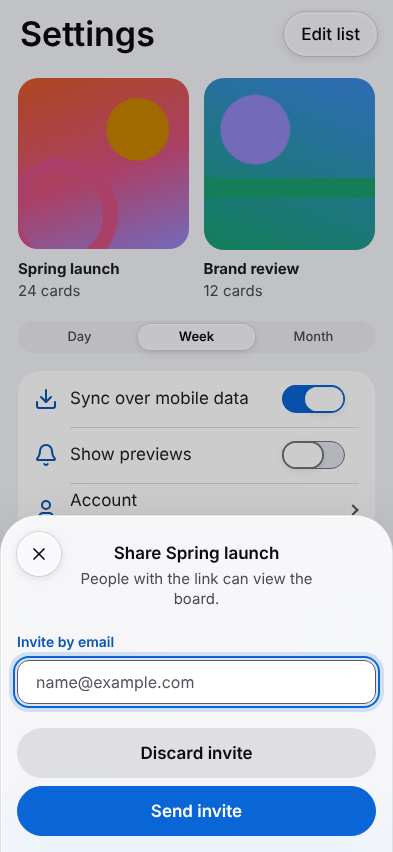 Settings
Edit list
Spring launch
24 cards
Brand review
12 cards
Day
Week
Month
Sync over mobile data
Show previews
Account
Share Spring launch
People with the link can view the
board.
Invite by email
name@example.com
Discard invite
Send invite